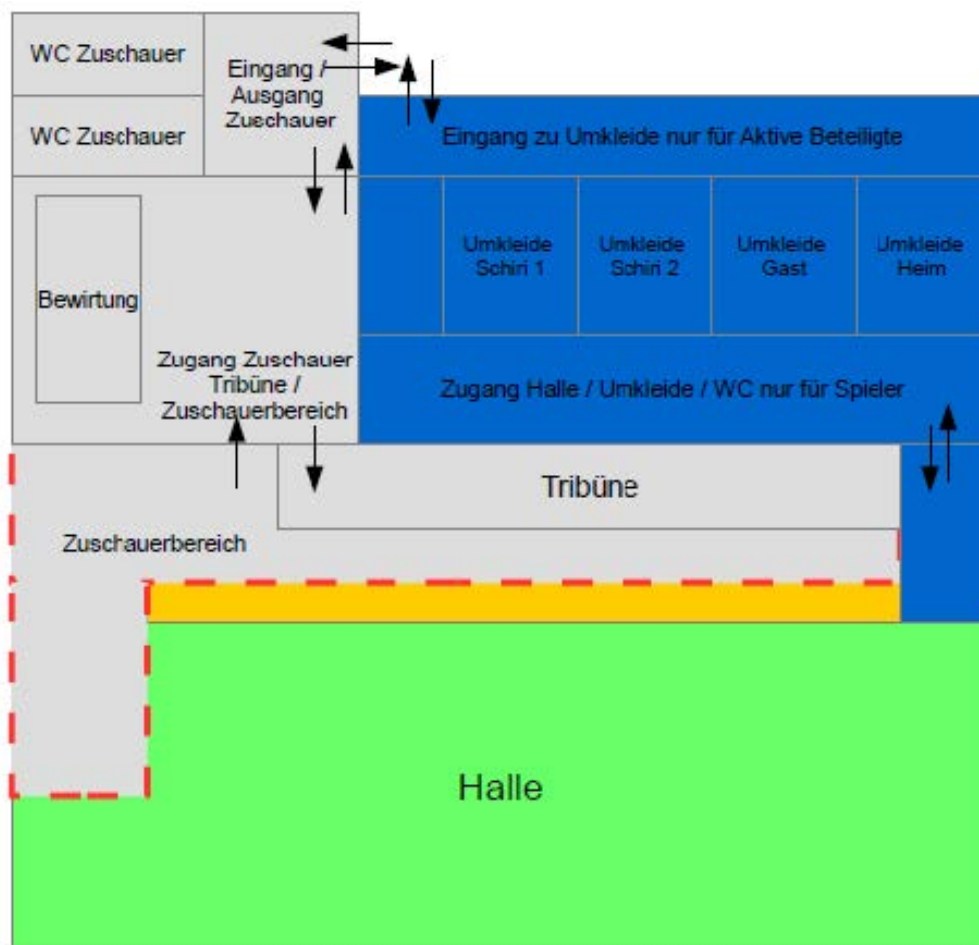 WC Zuschauer
Eingang /
Ausgang
Zuschauer
WC Zuschauer
Eingang zu Umkleide nur für Aktive Beteiligte
Umkleide
Schiri 1
Umkleide
Schiri 2
Umkleide
Gast
Umkleide
Heim
Bewirtung
Zugang Zuschauer
Tribüne /
Zuschauerbereich
Zugang Halle / Umkleide / WC nur für Spieler
Tribüne
Zuschauerbereich
Halle